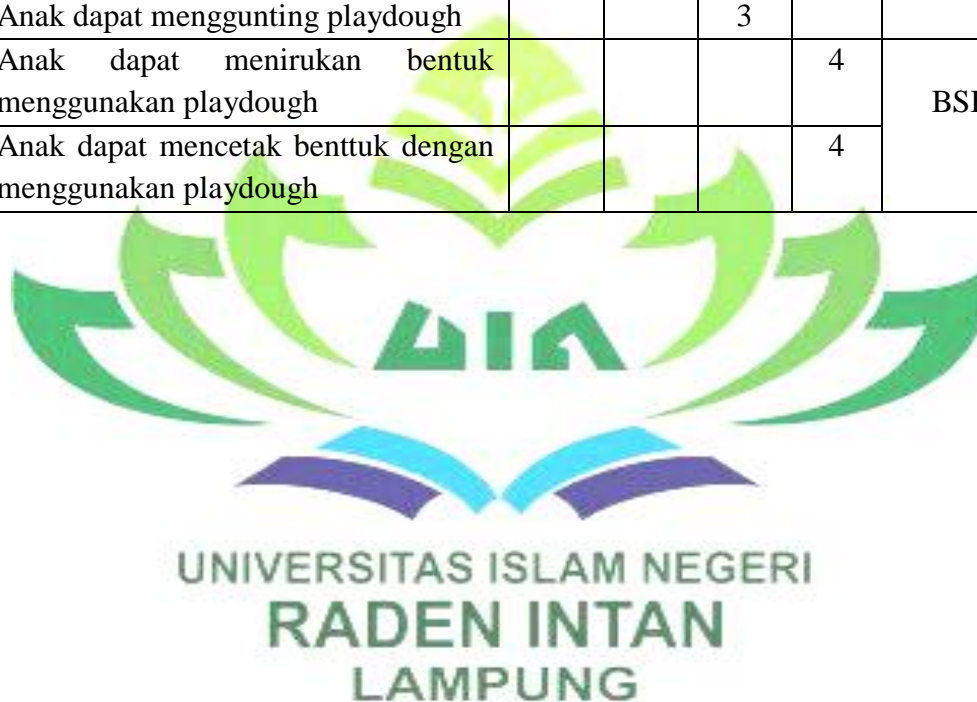 Anak dapat menggunting playdough 3
Anak dapat menirukan bentuk 4
menggunakan playdough
Anak dapat mencetak benttuk dengan 4
menggunakan playdough
UIN
UNIVERSITAS ISLAM NEGERI
RADEN INTAN
LAMPUNG